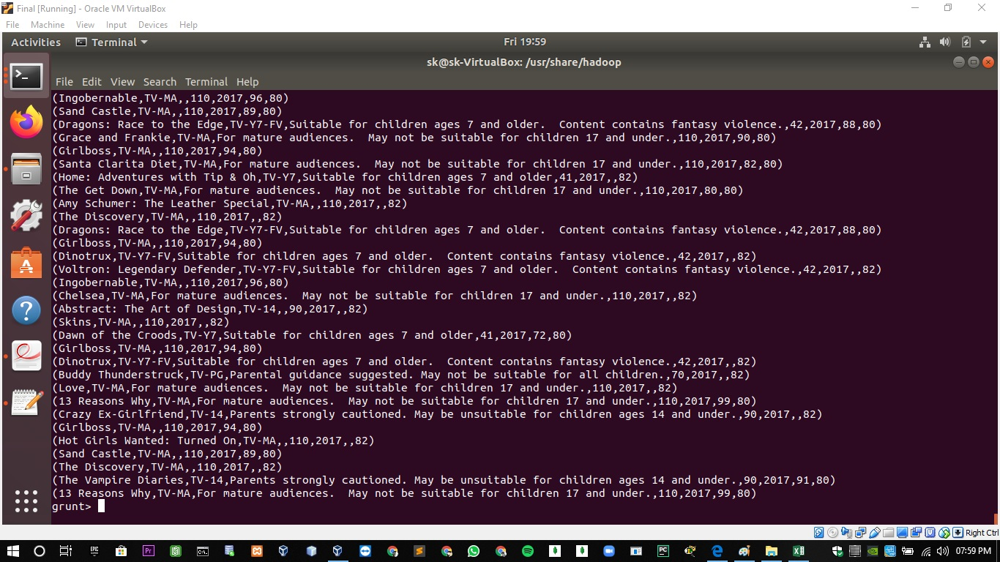 Final [Running] - Oracle VM VirtualBox
File Machine View Input Devices Help
Activities Terminal Fri 19:59
sk@sk-VirtualBox: /usr/share/hadoop
File Edit View Search Terminal Help
(Ingobernable,TV-MA,,110,2017,96,80)
(Sand Castle,TV-MA,,110,2017,89,80)
(Dragons: Race to the Edge,TV-Y7-FV,Suitable for children ages 7 and older.  Content contains fantasy violence.,42,2017,88,80)
(Grace and Frankie,TV-MA,For mature audiences.  May not be suitable for children 17 and under.,110,2017,90,80)
(Girlboss,TV-MA,,110,2017,94,80)
(Santa Clarita Diet,TV-MA,For mature audiences.  May not be suitable for children 17 and under.,110,2017,82,80)
(Home: Adventures with Tip & Oh,TV-Y7,Suitable for children ages 7 and older,41,2017,,82)
(The Get Down,TV-MA,For mature audiences.  May not be suitable for children 17 and under.,110,2017,80,80)
(Amy Schumer: The Leather Special,TV-MA,,110,2017,,82)
(The Discovery,TV-MA,,110,2017,,82)
(Dragons: Race to the Edge,TV-Y7-FV,Suitable for children ages 7 and older.  Content contains fantasy violence.,42,2017,88,80)
(Girlboss,TV-MA,,110,2017,94,80)
(Dinotrux,TV-Y7-FV,Suitable for children ages 7 and older.  Content contains fantasy violence.,42,2017,,82)
(Voltron: Legendary Defender,TV-Y7-FV,Suitable for children ages 7 and older.  Content contains fantasy violence.,42,2017,,82)
(Ingobernable,TV-MA,,110,2017,96,80)
(Chelsea,TV-MA,For mature audiences.  May not be suitable for children 17 and under.,110,2017,,82)
(Abstract: The Art of Design,TV-14,,90,2017,,82)
(Skins,TV-MA,,110,2017,,82)
(Dawn of the Croods,TV-Y7,Suitable for children ages 7 and older,41,2017,72,80)
(Girlboss,TV-MA,,110,2017,94,80)
(Dinotrux,TV-Y7-FV,Suitable for children ages 7 and older.  Content contains fantasy violence.,42,2017,,82)
(Buddy Thunderstruck,TV-PG,Parental guidance suggested. May not be suitable for all children.,70,2017,,82)
(Love,TV-MA,For mature audiences.  May not be suitable for children 17 and under.,110,2017,,82)
(13 Reasons Why,TV-MA,For mature audiences.  May not be suitable for children 17 and under.,110,2017,99,80)
(Crazy Ex-Girlfriend,TV-14,Parents strongly cautioned. May be unsuitable for children ages 14 and under.,90,2017,,82)
(Girlboss,TV-MA,,110,2017,94,80)
(Hot Girls Wanted: Turned On,TV-MA,,110,2017,,82)
(Sand Castle,TV-MA,,110,2017,89,80)
(The Discovery,TV-MA,,110,2017,,82)
(The Vampire Diaries,TV-14,Parents strongly cautioned. May be unsuitable for children ages 14 and under.,90,2017,91,80)
(13 Reasons Why,TV-MA,For mature audiences.  May not be suitable for children 17 and under.,110,2017,99,80)
grunt>
Right Ctrl
EPIC Pr PC 07:59 PM